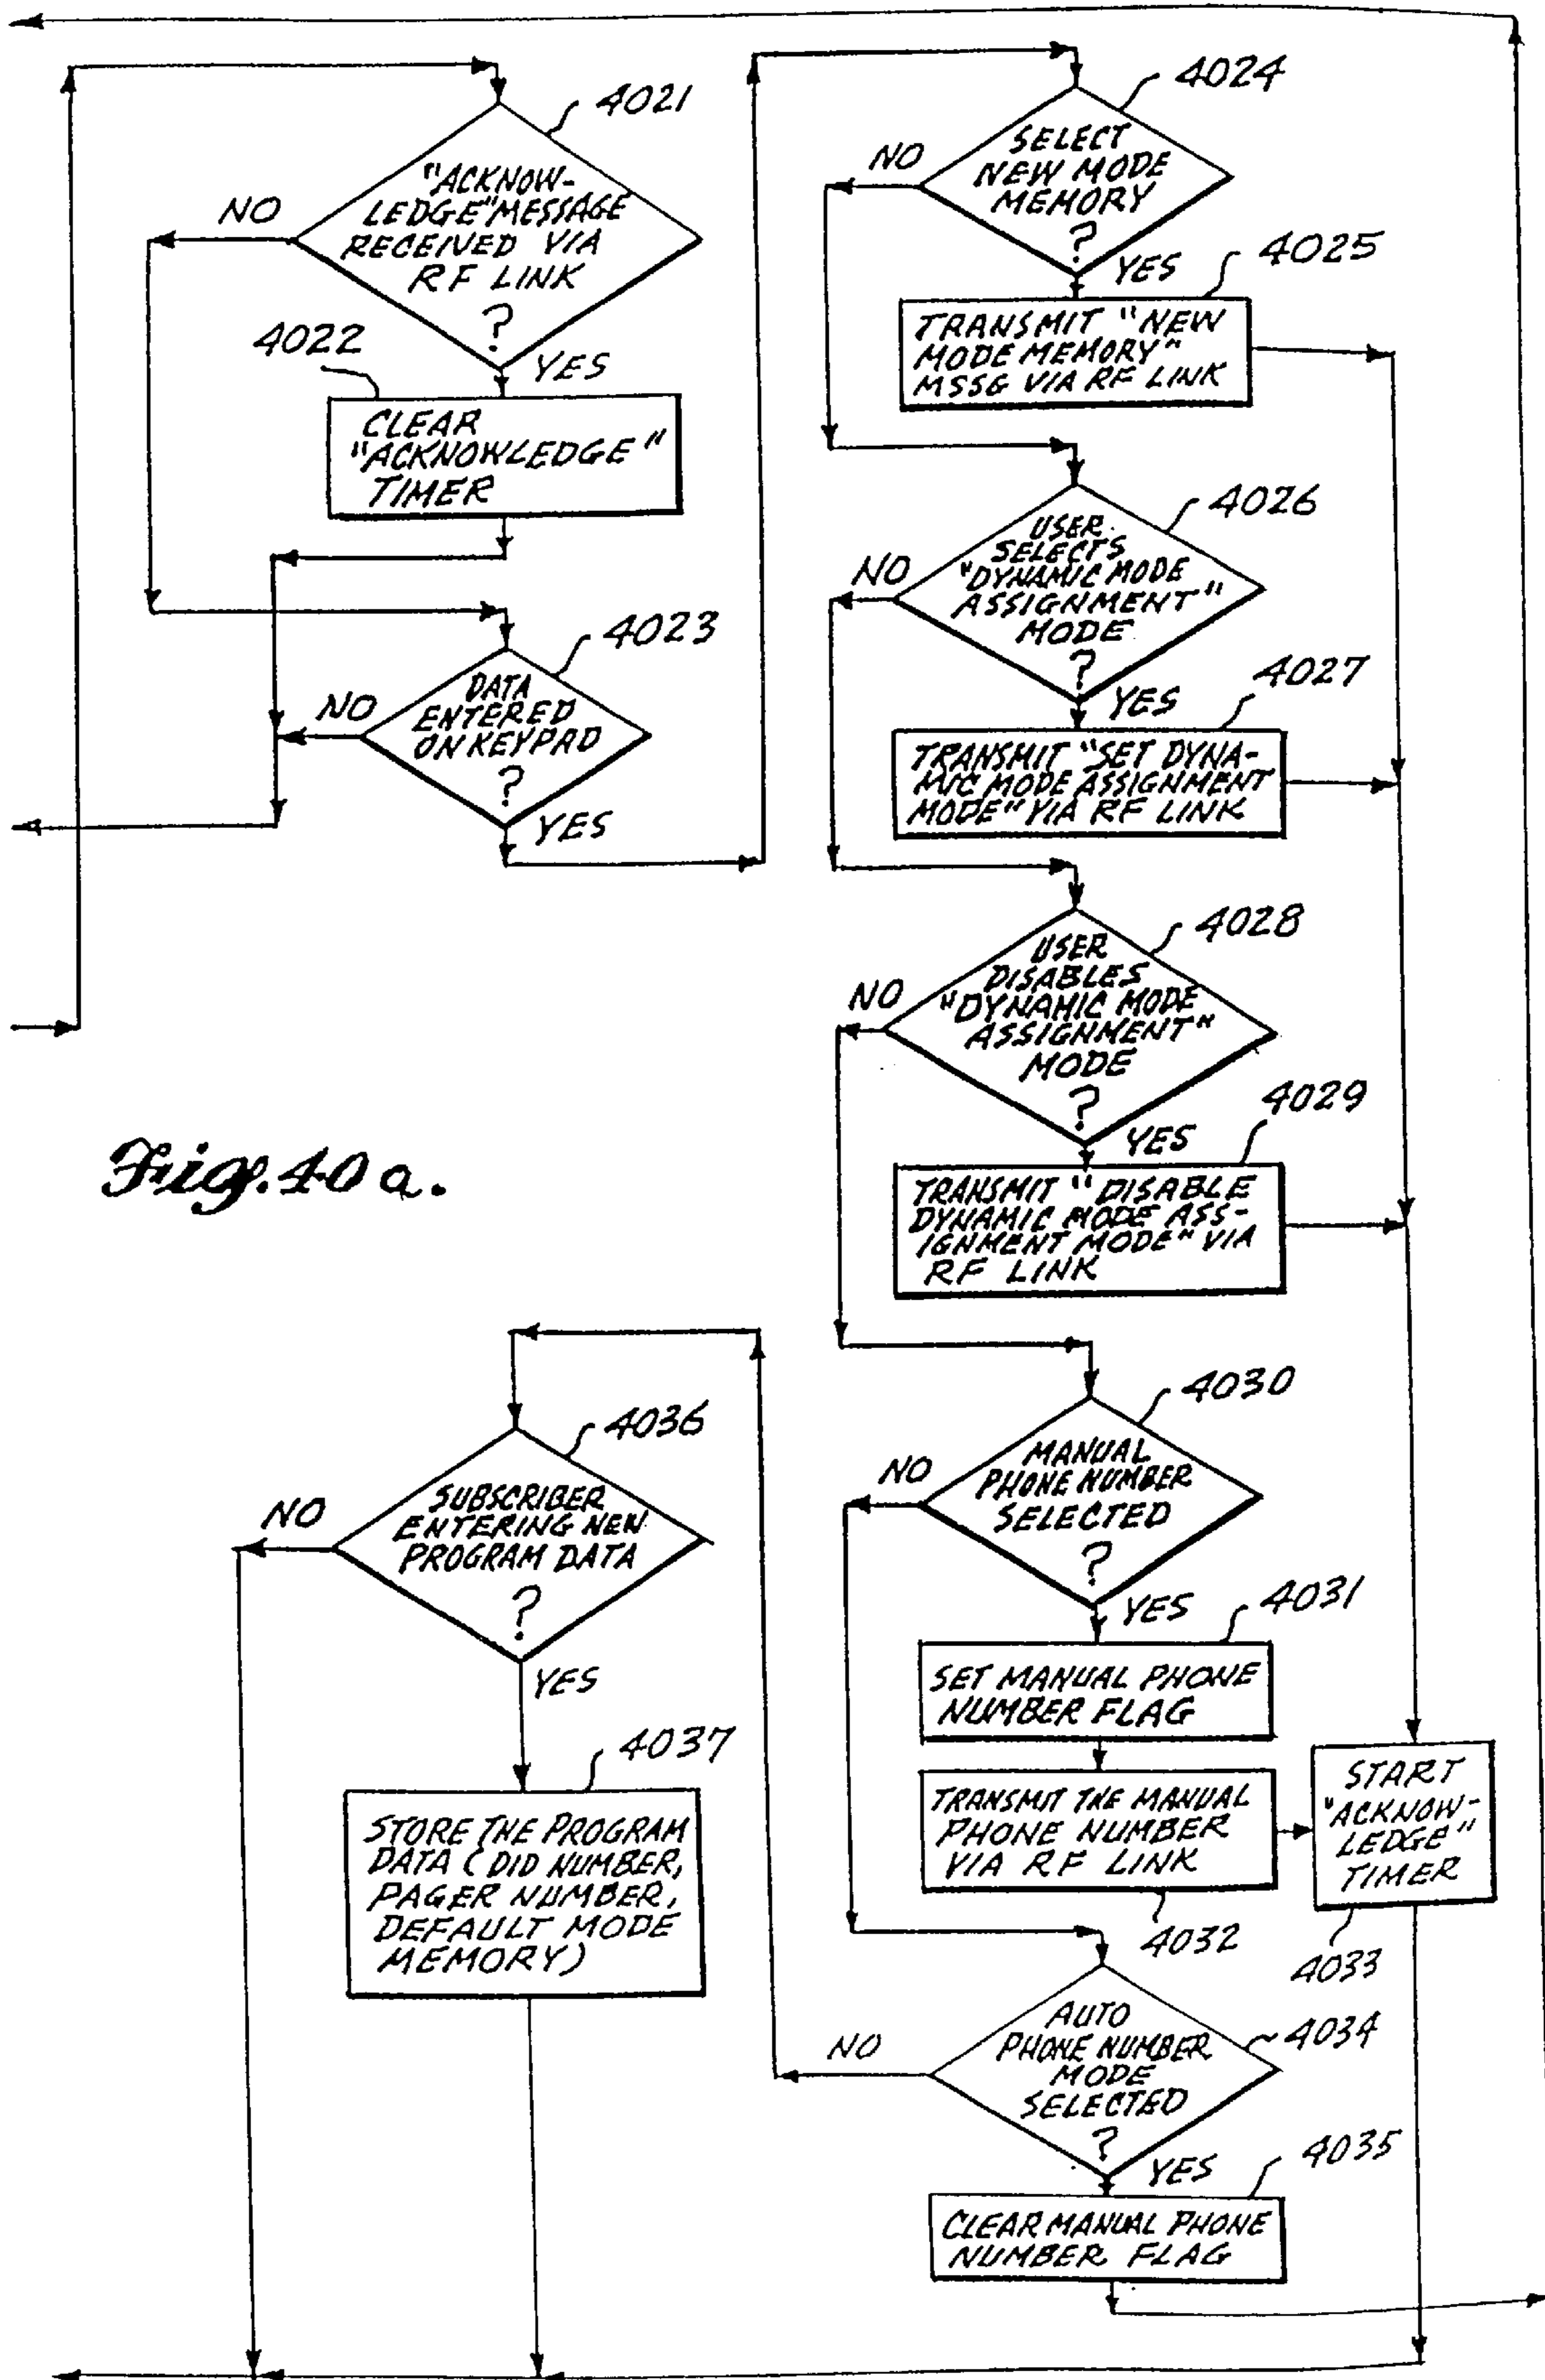 4021
"ACKNOW-
LEDGE" MESSAGE
RECEIVED VIA
RF LINK
?
NO
YES
4022
CLEAR
"ACKNOWLEDGE"
TIMER
4023
DATA
ENTERED
ON KEYPAD
?
NO
YES
4024
SELECT
NEW MODE
MEMORY
?
NO
YES
4025
TRANSMIT "NEW
MODE MEMORY"
MSSG VIA RF LINK
4026
USER
SELECTS
"DYNAMIC MODE
ASSIGNMENT"
MODE
?
NO
YES
4027
TRANSMIT "SET DYNA-
MIC MODE ASSIGNMENT
MODE" VIA RF LINK
4028
USER
DISABLES
"DYNAMIC MODE
ASSIGNMENT"
MODE
?
NO
YES
4029
TRANSMIT "DISABLE
DYNAMIC MODE ASS-
IGNMENT MODE" VIA
RF LINK
Fig. 40a.
4030
MANUAL
PHONE NUMBER
SELECTED
?
NO
YES
4031
SET MANUAL PHONE
NUMBER FLAG
TRANSMIT THE MANUAL
PHONE NUMBER
VIA RF LINK
4032
START
"ACKNOW-
LEDGE"
TIMER
4033
AUTO
PHONE NUMBER
MODE
SELECTED
?
4034
NO
YES
4035
CLEAR MANUAL PHONE
NUMBER FLAG
4036
SUBSCRIBER
ENTERING NEW
PROGRAM DATA
?
NO
YES
4037
STORE THE PROGRAM
DATA (DID NUMBER,
PAGER NUMBER,
DEFAULT MODE
MEMORY)